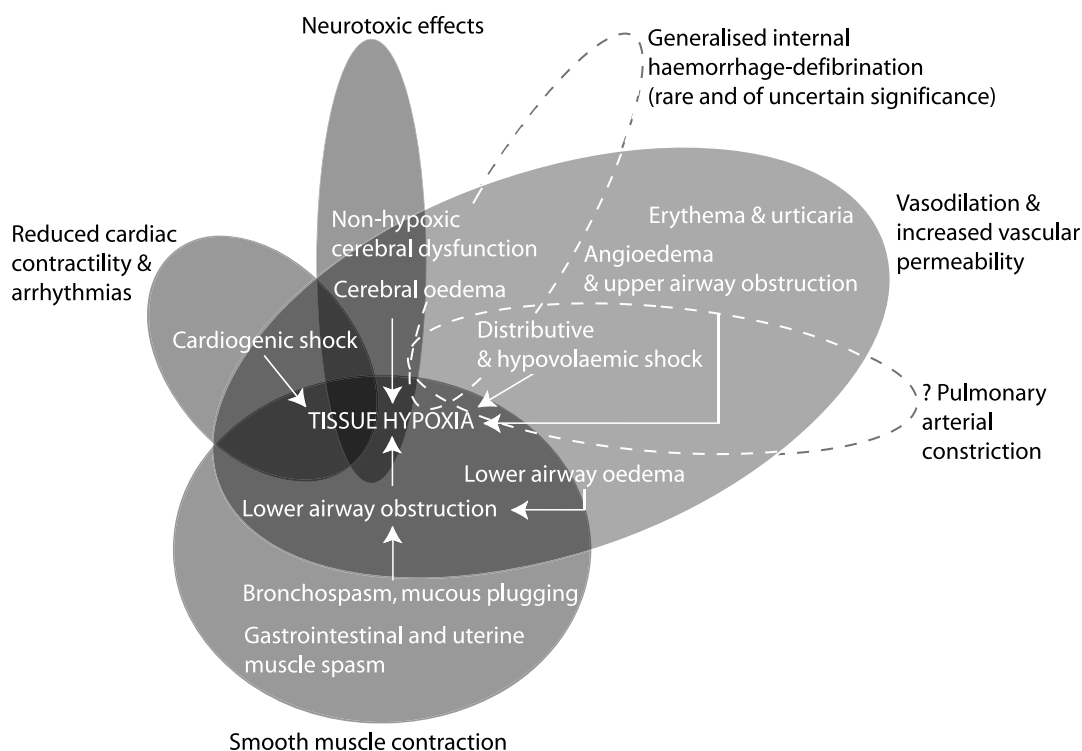 Neurotoxic effects
Generalised internal
haemorrhage-defibrination
(rare and of uncertain significance)
Reduced cardiac
contractility &
arrhythmias
Non-hypoxic
cerebral dysfunction
Cerebral oedema
Erythema & urticaria
Angioedema
& upper airway obstruction
Vasodilation &
increased vascular
permeability
Cardiogenic shock
Distributive
& hypovolaemic shock
TISSUE HYPOXIA
? Pulmonary
arterial
constriction
Lower airway oedema
Lower airway obstruction
Bronchospasm, mucous plugging
Gastrointestinal and uterine
muscle spasm
Smooth muscle contraction